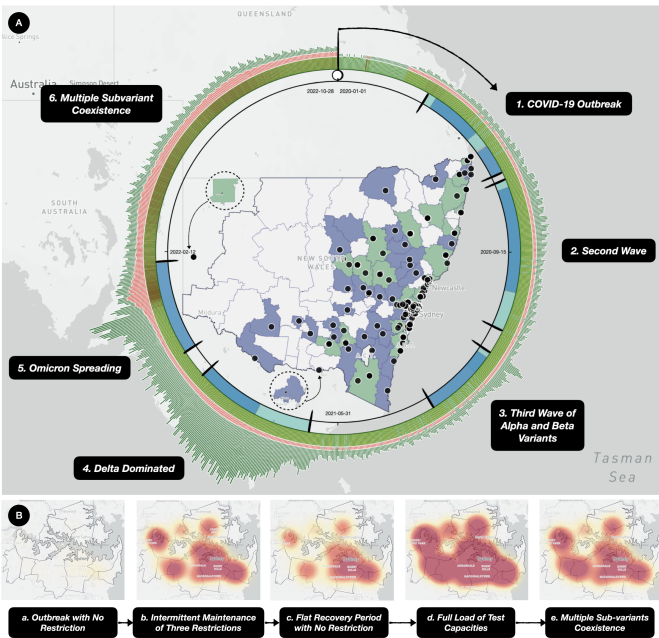 A
QUEENSLAND
Alice Springs
Australia
Simpson Desert
6. Multiple Subvariant
Coexistence
2022-10-28
2020-01-01
1. COVID-19 Outbreak
SOUTH
AUSTRALIA
2022-02-12
NEW SOUTH
WALES
2020-09-15
2. Second Wave
Mildura
Newcastle
Sydney
5. Omicron Spreading
2021-05-31
3. Third Wave of
Alpha and Beta
Variants
4. Delta Dominated
Tasman
Sea
B
a. Outbreak with No
Restriction
b. Intermittent Maintenance
of Three Restrictions
c. Flat Recovery Period
with No Restriction
d. Full Load of Test
Capacities
e. Multiple Sub-variants
Coexistence